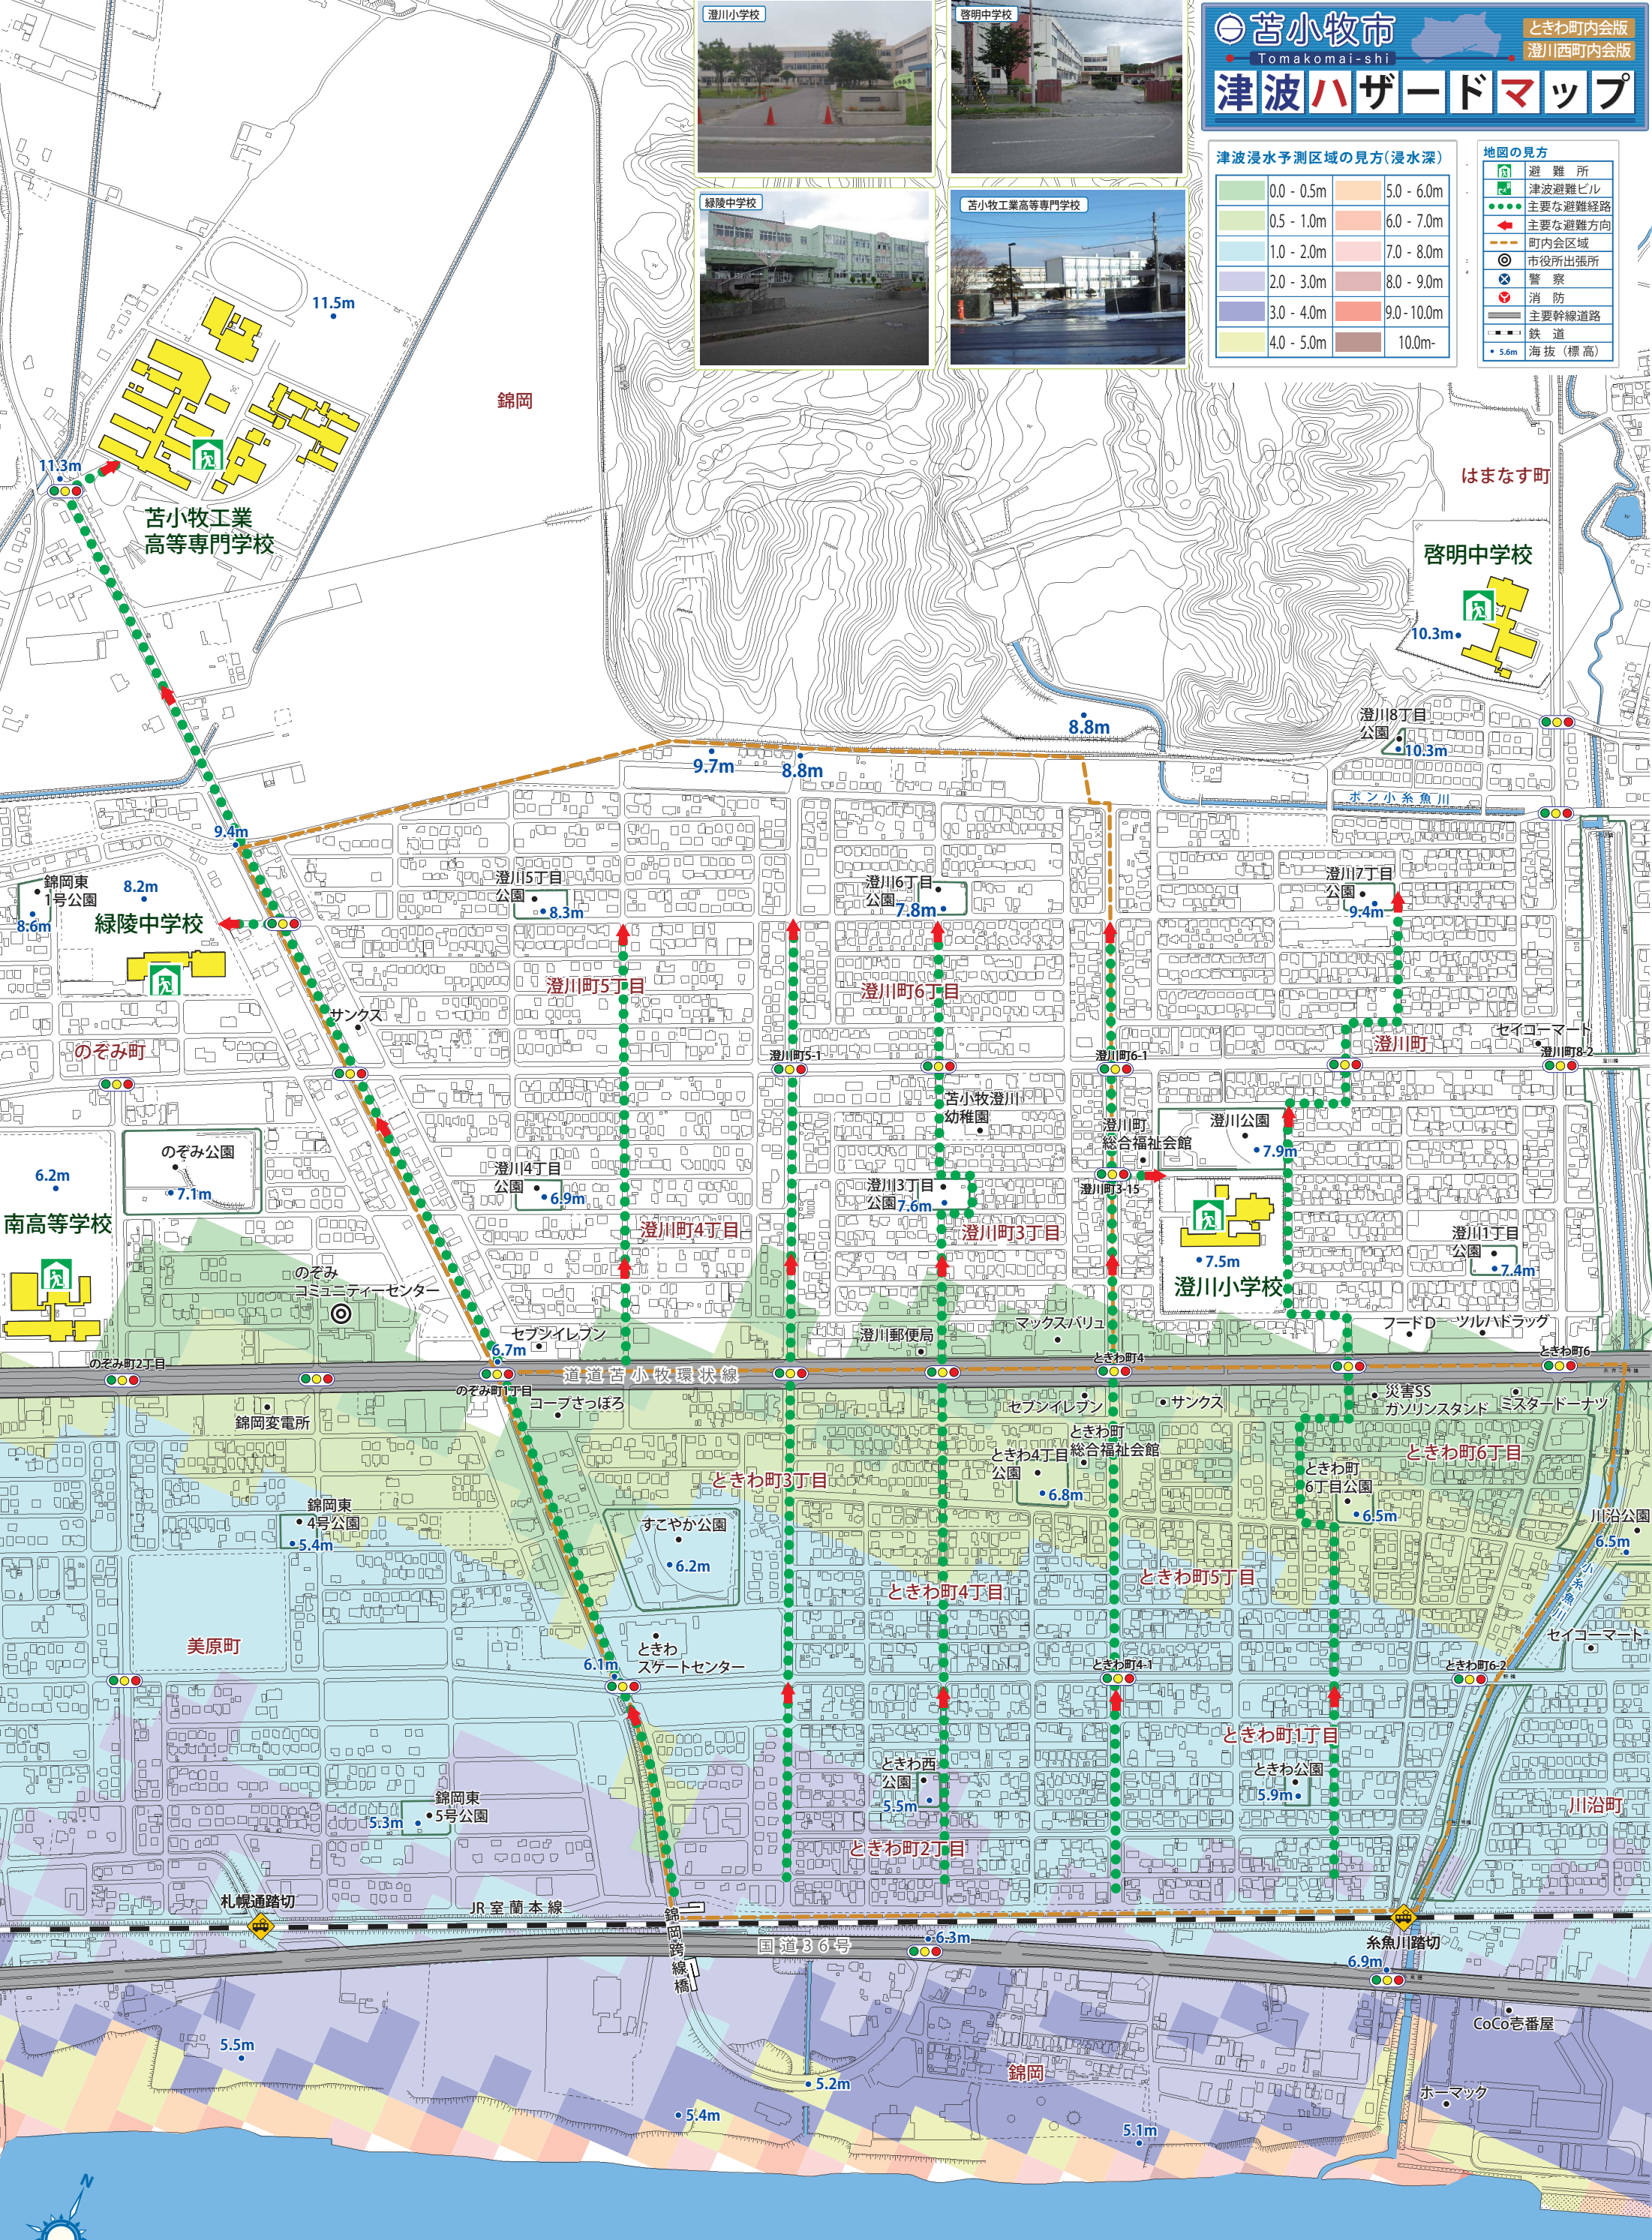 澄川小学校
啓明中学校
緑陵中学校
苫小牧工業高等専門学校
苫小牧市
Tomakomai-shi
ときわ町内会版
澄川西町内会版
津波ハザードマップ
津波浸水予測区域の見方(浸水深)
0.0 - 0.5m
5.0 - 6.0m
0.5 - 1.0m
6.0 - 7.0m
1.0 - 2.0m
7.0 - 8.0m
2.0 - 3.0m
8.0 - 9.0m
3.0 - 4.0m
9.0 - 10.0m
4.0 - 5.0m
10.0m-
地図の見方
避難所
津波避難ビル
主要な避難経路
主要な避難方向
町内会区域
市役所出張所
警察
消防
主要幹線道路
鉄道
5.6m 海抜（標高）
11.5m
錦岡
11.3m
はまなす町
苫小牧工業
高等専門学校
啓明中学校
10.3m
8.8m
澄川8丁目
公園
10.3m
9.7m
8.8m
ポン小糸魚川
9.4m
錦岡東
1号公園
8.2m
8.6m
緑陵中学校
澄川5丁目
公園
8.3m
澄川6丁目
公園
7.8m
澄川7丁目
公園
9.4m
澄川町5丁目
澄川町6丁目
サンクス
のぞみ町
澄川町5-1
澄川町6-1
澄川町
セイコーマート
澄川町8-2
苫小牧澄川
幼稚園
澄川町
総合福祉会館
澄川公園
7.9m
のぞみ公園
7.1m
6.2m
南高等学校
澄川4丁目
公園
6.9m
澄川3丁目
公園
7.6m
澄川町3-15
澄川町4丁目
澄川町3丁目
7.5m
澄川小学校
澄川1丁目
公園
7.4m
のぞみ
コミュニティーセンター
セブンイレブン
澄川郵便局
マックスバリュ
フードD
ツルハドラッグ
6.7m
のぞみ町2丁目
道道苫小牧環状線
ときわ町4
ときわ町6
のぞみ町1丁目
コープさっぽろ
錦岡変電所
セブンイレブン
サンクス
災害SS
ガソリンスタンド
ミスタードーナツ
ときわ町
総合福祉会館
ときわ4丁目
公園
6.8m
ときわ町3丁目
ときわ町6丁目
ときわ町
6丁目公園
6.5m
錦岡東
4号公園
5.4m
すこやか公園
6.2m
川沿公園
6.5m
小糸魚川
ときわ町4丁目
ときわ町5丁目
美原町
ときわ
スケートセンター
6.1m
セイコーマート
ときわ町4-1
ときわ町6-2
ときわ町1丁目
ときわ西
公園
5.5m
ときわ公園
5.9m
錦岡東
5号公園
5.3m
川沿町
ときわ町2丁目
札幌通踏切
JR室蘭本線
錦岡跨線橋
国道36号
6.3m
糸魚川踏切
6.9m
CoCo壱番屋
5.5m
5.2m
錦岡
ホーマック
5.4m
5.1m
N